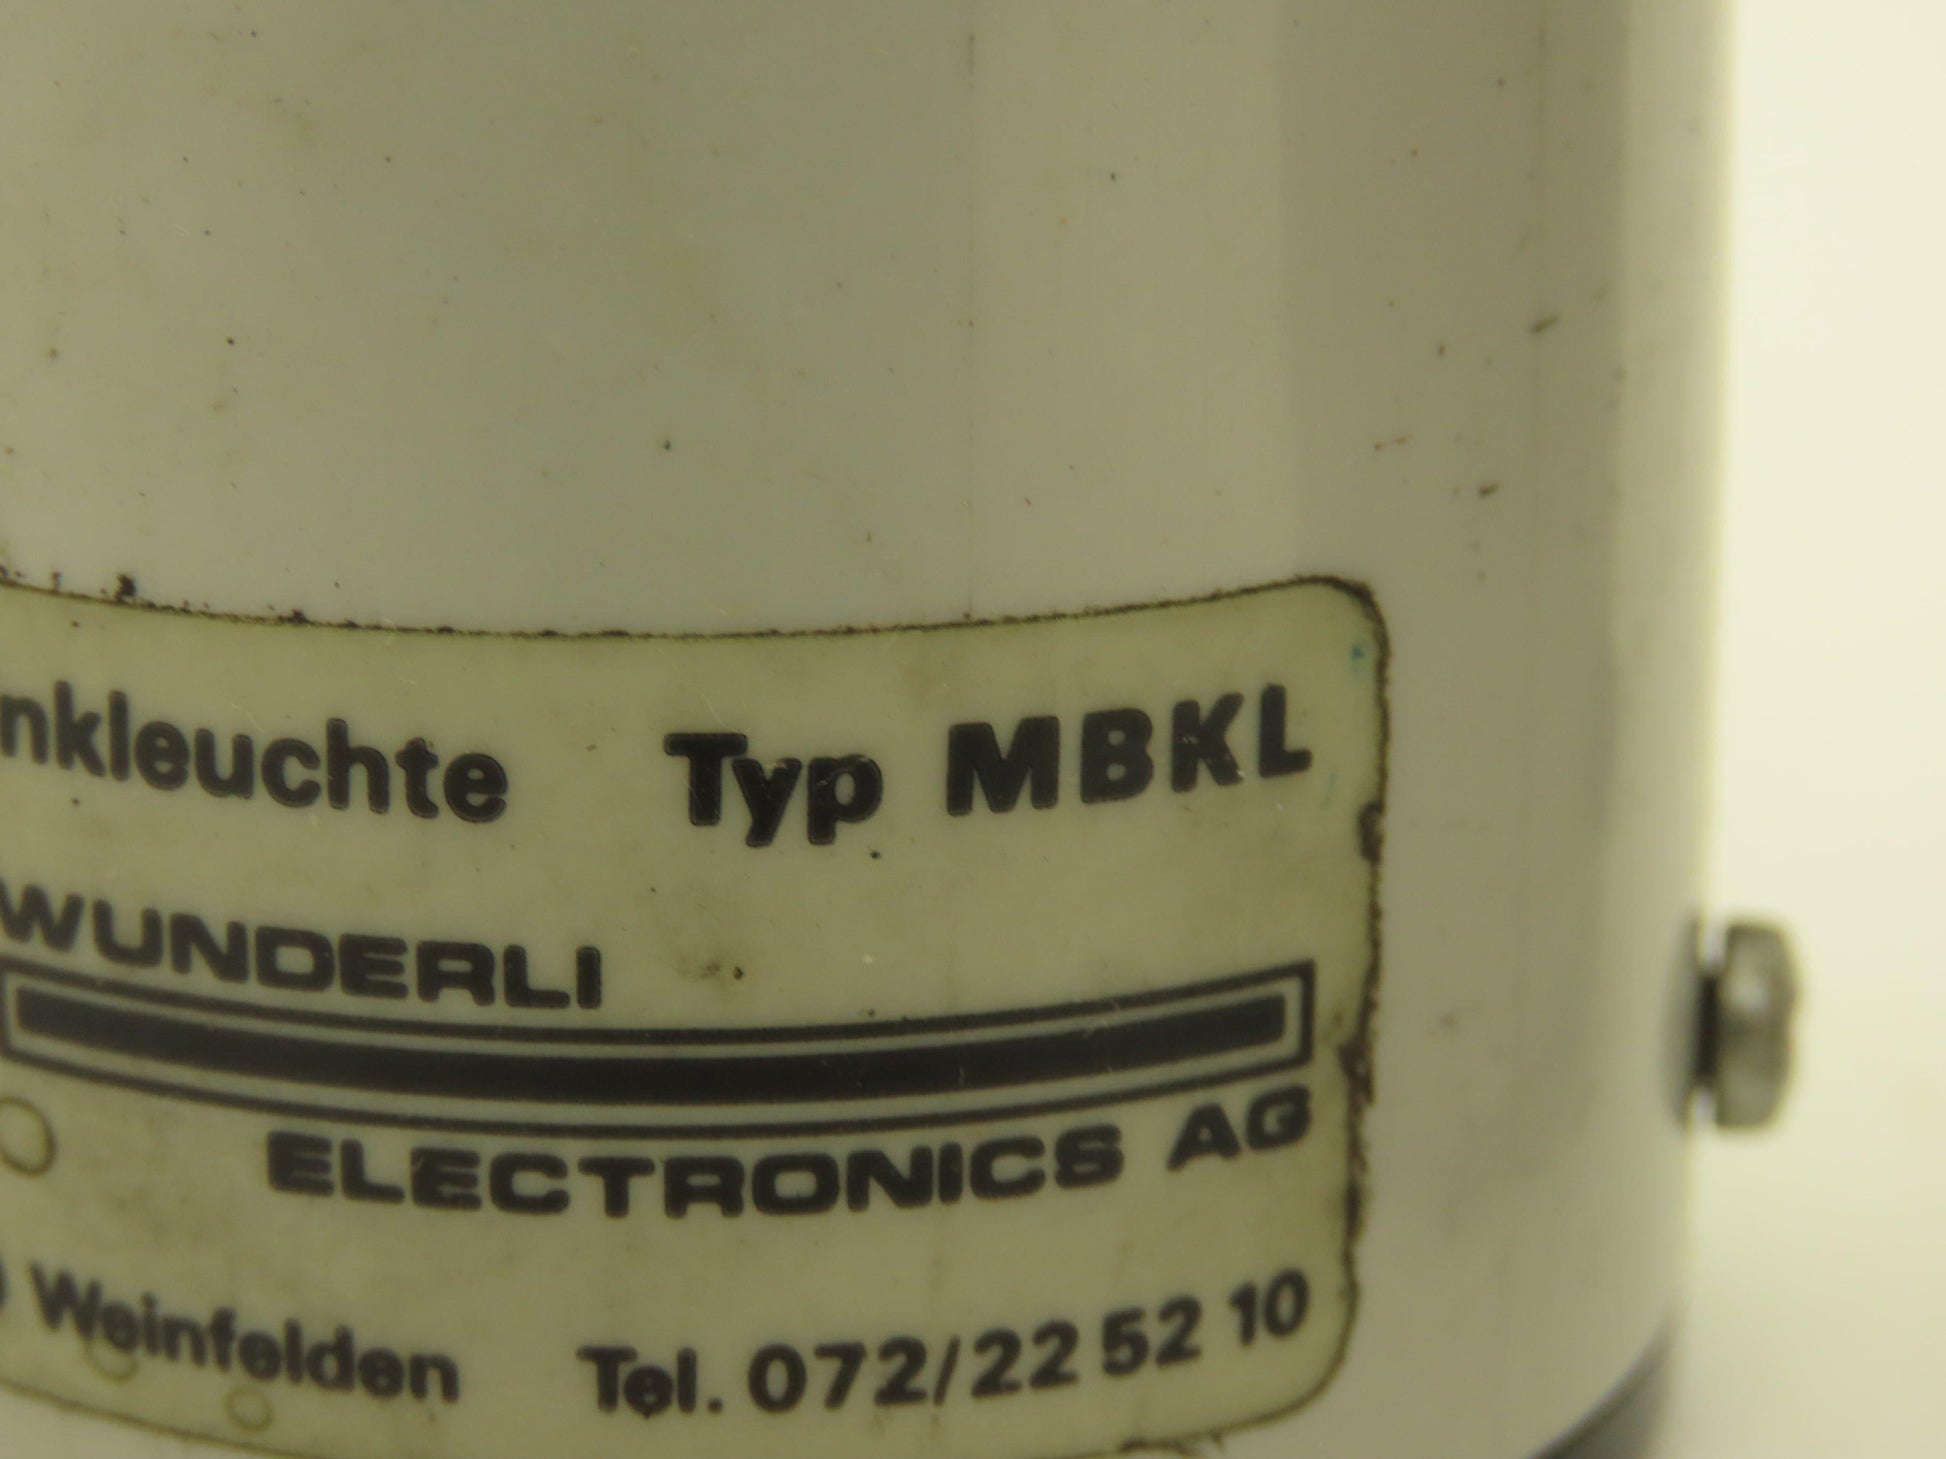 nkleuchte Typ MBKL
WUNDERLI
ELECTRONICS AG
Weinfelden Tel. 072/22 52 10